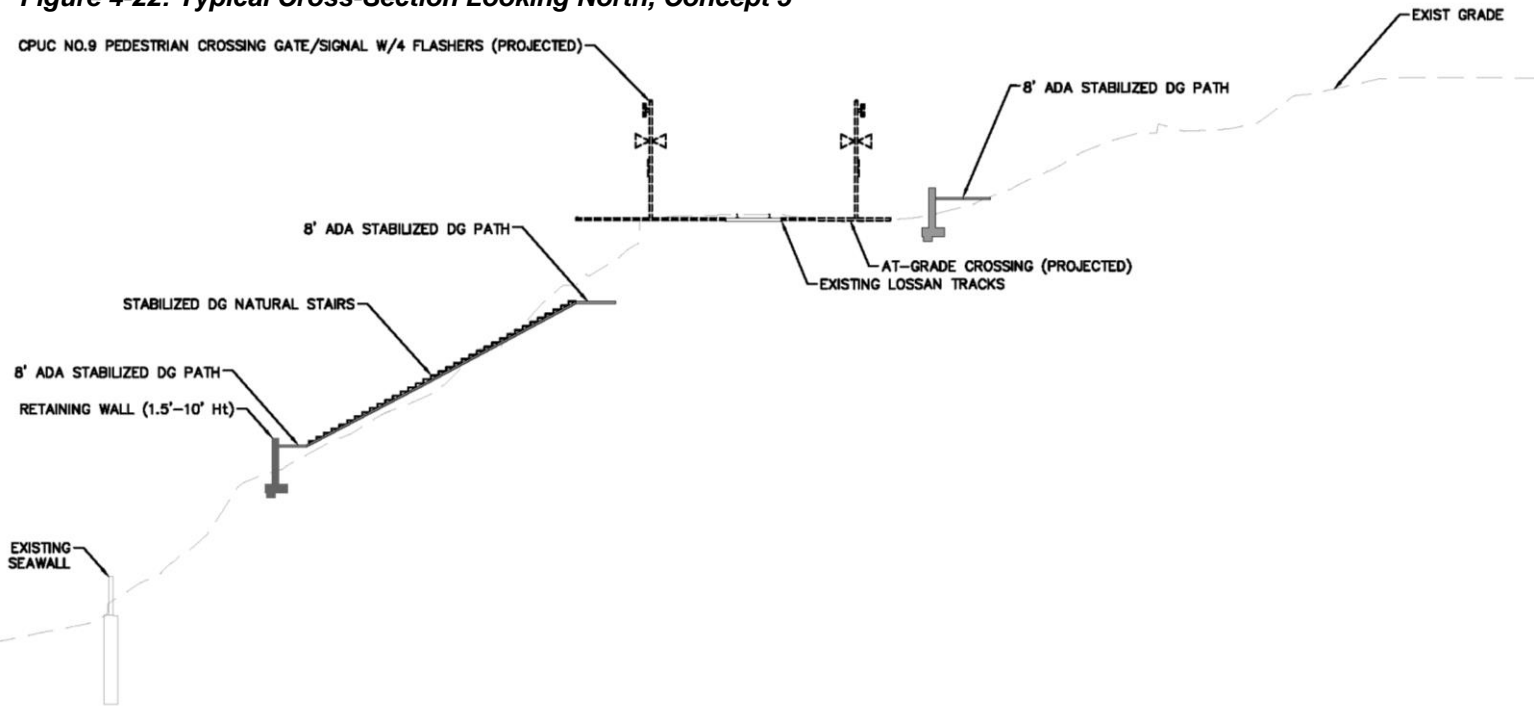 Figure 4-22: Typical Cross-Section Looking North, Concept 5
EXIST GRADE
CPUC NO.9 PEDESTRIAN CROSSING GATE/SIGNAL W/4 FLASHERS (PROJECTED)
8' ADA STABILIZED DG PATH
8' ADA STABILIZED DG PATH
AT-GRADE CROSSING (PROJECTED)
EXISTING LOSSAN TRACKS
STABILIZED DG NATURAL STAIRS
8' ADA STABILIZED DG PATH
RETAINING WALL (1.5'-10' Ht)
EXISTING
SEAWALL